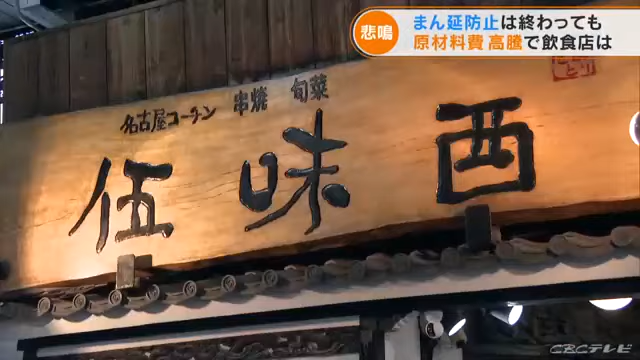 悲鳴
まん延防止は終わっても
原材料費 高騰で飲食店は
名古屋コーチン 串焼 旬菜
伍味酉
CBCテレビ